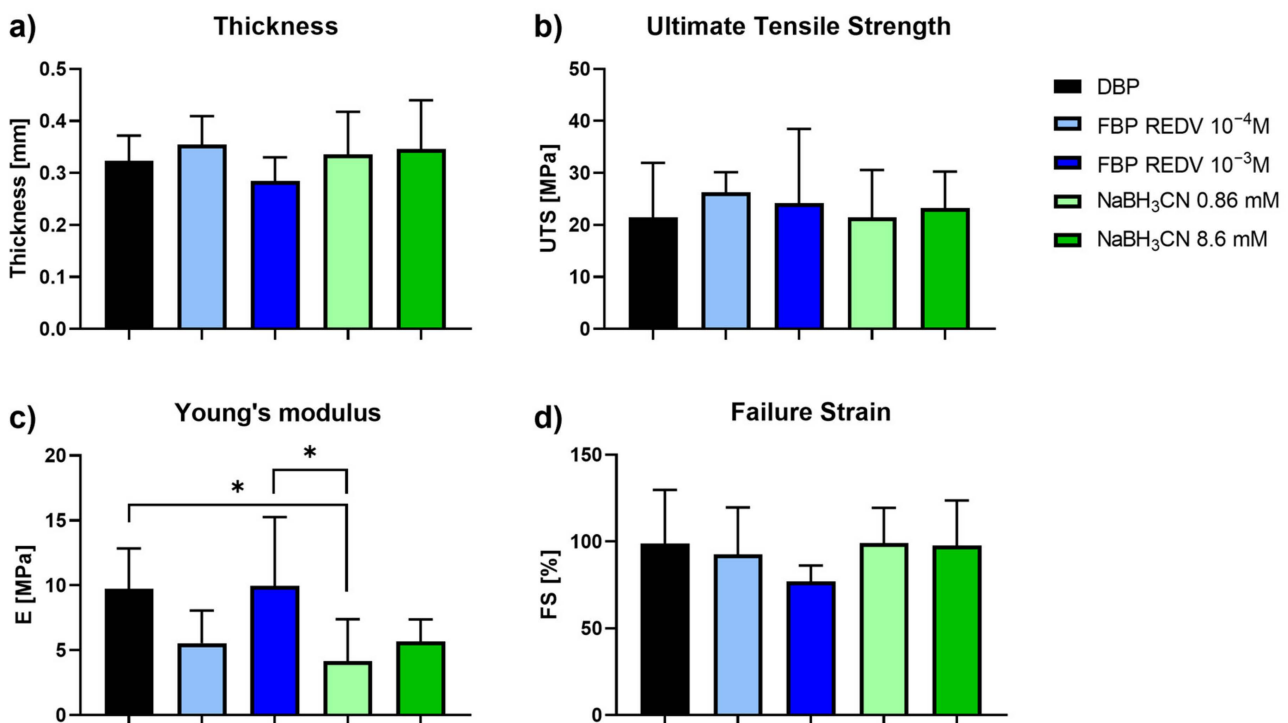 a)
Thickness
Thickness [mm]
0.5
0.4
0.3
0.2
0.1
0.0
b)
Ultimate Tensile Strength
UTS [MPa]
50
40
30
20
10
0
DBP
FBP REDV 10⁻⁴M
FBP REDV 10⁻³M
NaBH₃CN 0.86 mM
NaBH₃CN 8.6 mM
c)
Young's modulus
E [MPa]
20
15
10
5
0
*
*
d)
Failure Strain
FS [%]
150
100
50
0